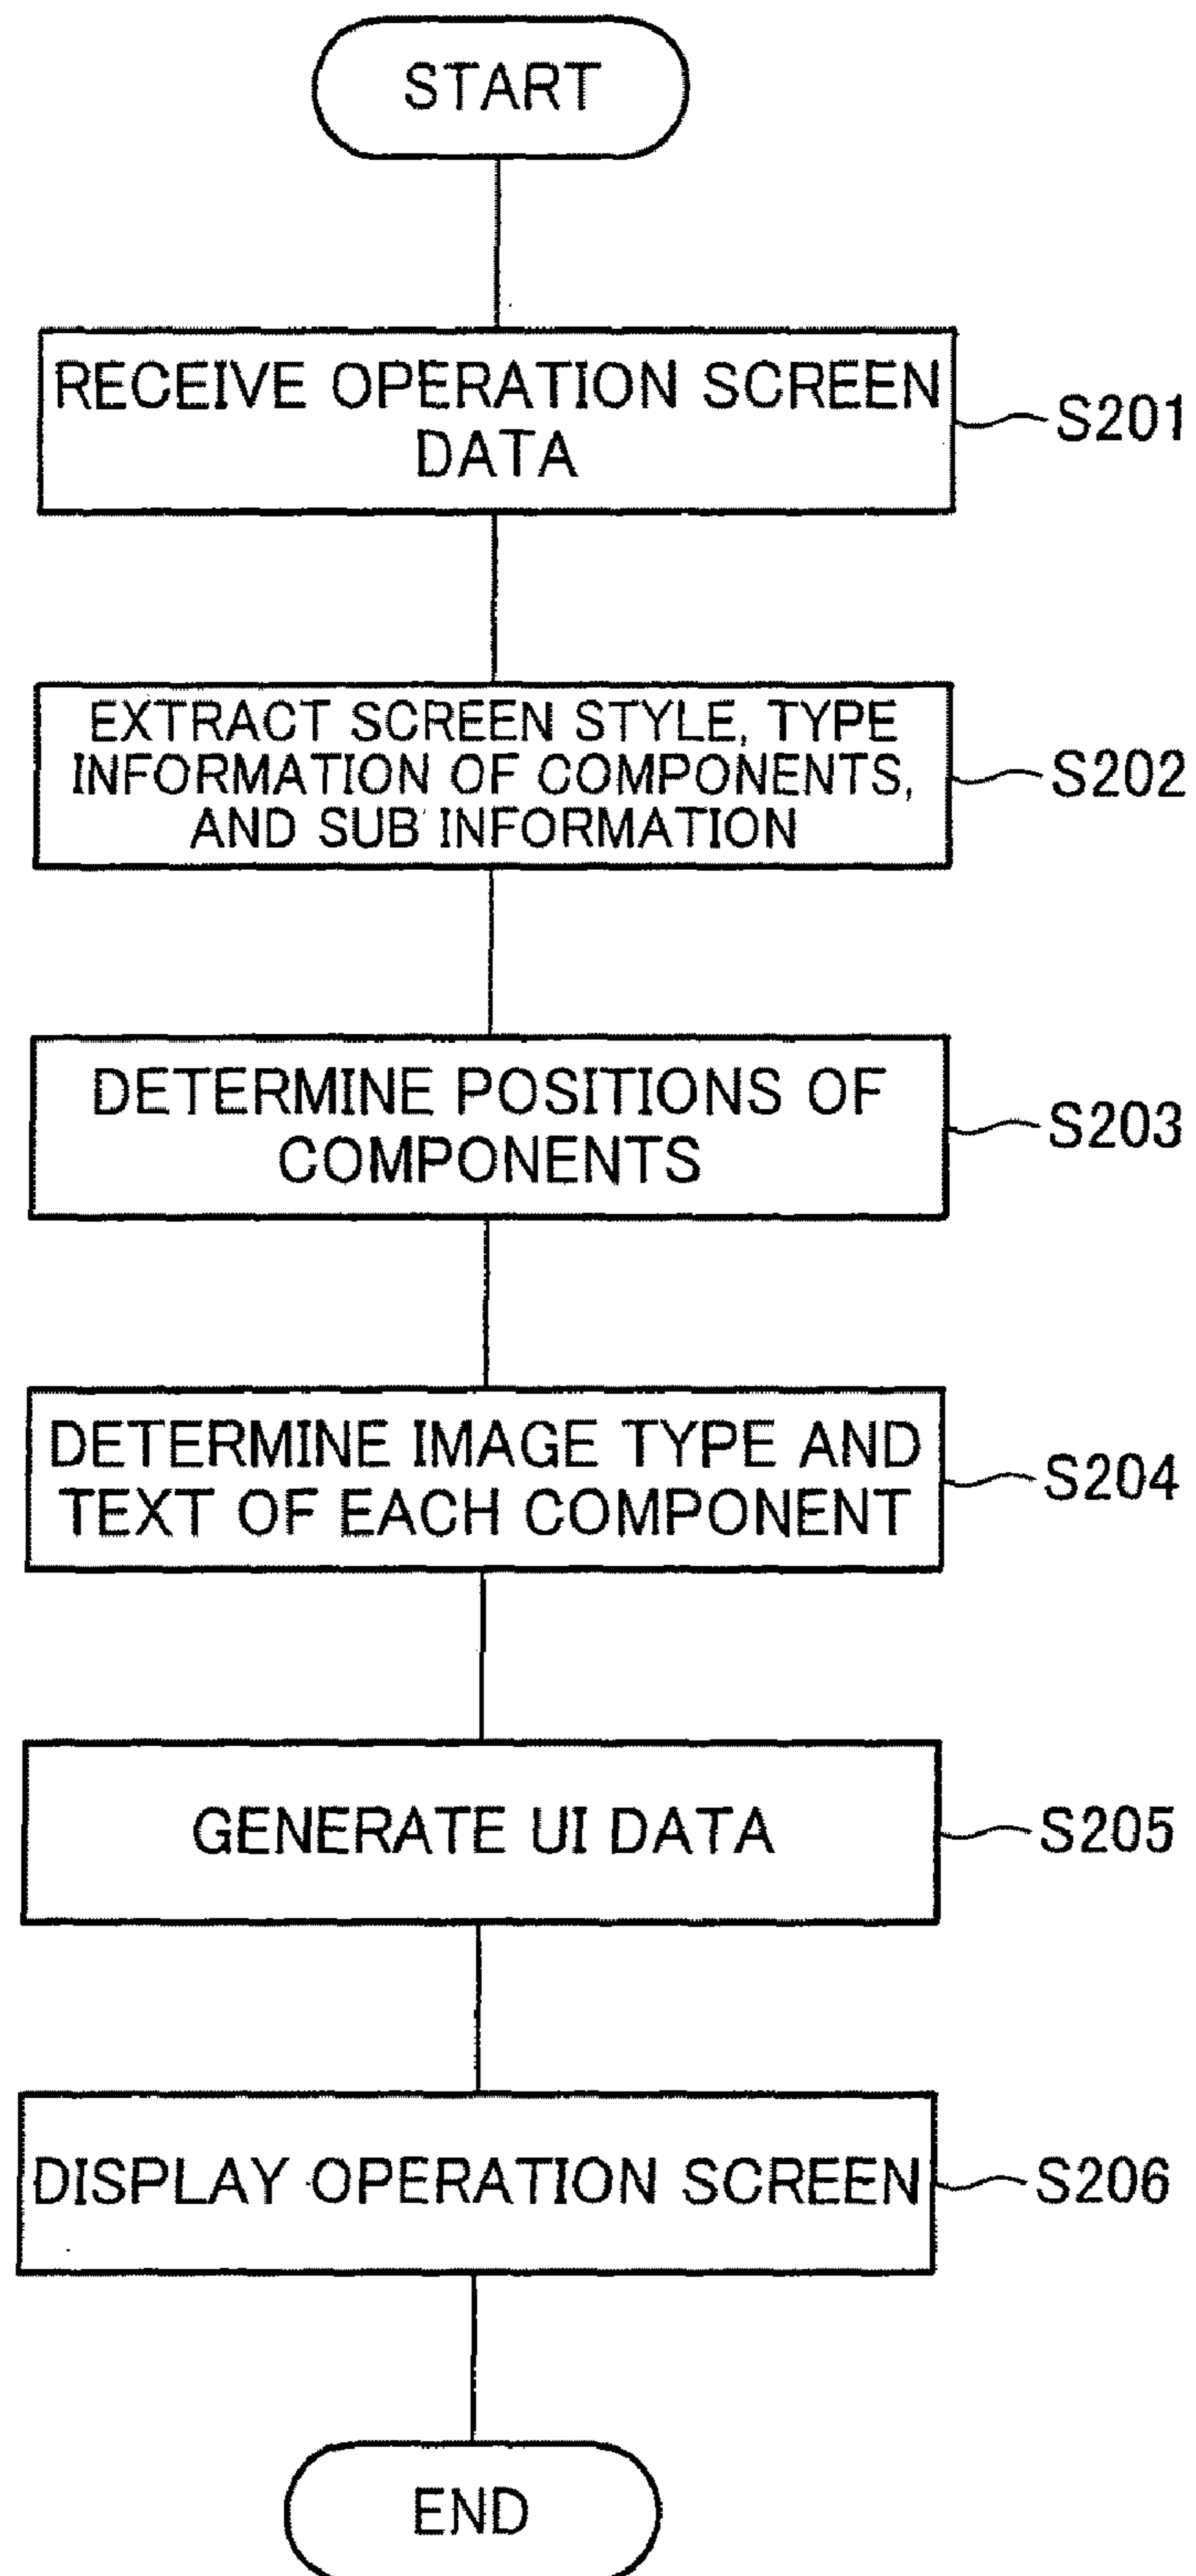 START
RECEIVE OPERATION SCREEN
DATA
S201
EXTRACT SCREEN STYLE, TYPE
INFORMATION OF COMPONENTS,
AND SUB INFORMATION
S202
DETERMINE POSITIONS OF
COMPONENTS
S203
DETERMINE IMAGE TYPE AND
TEXT OF EACH COMPONENT
S204
GENERATE UI DATA
S205
DISPLAY OPERATION SCREEN
S206
END